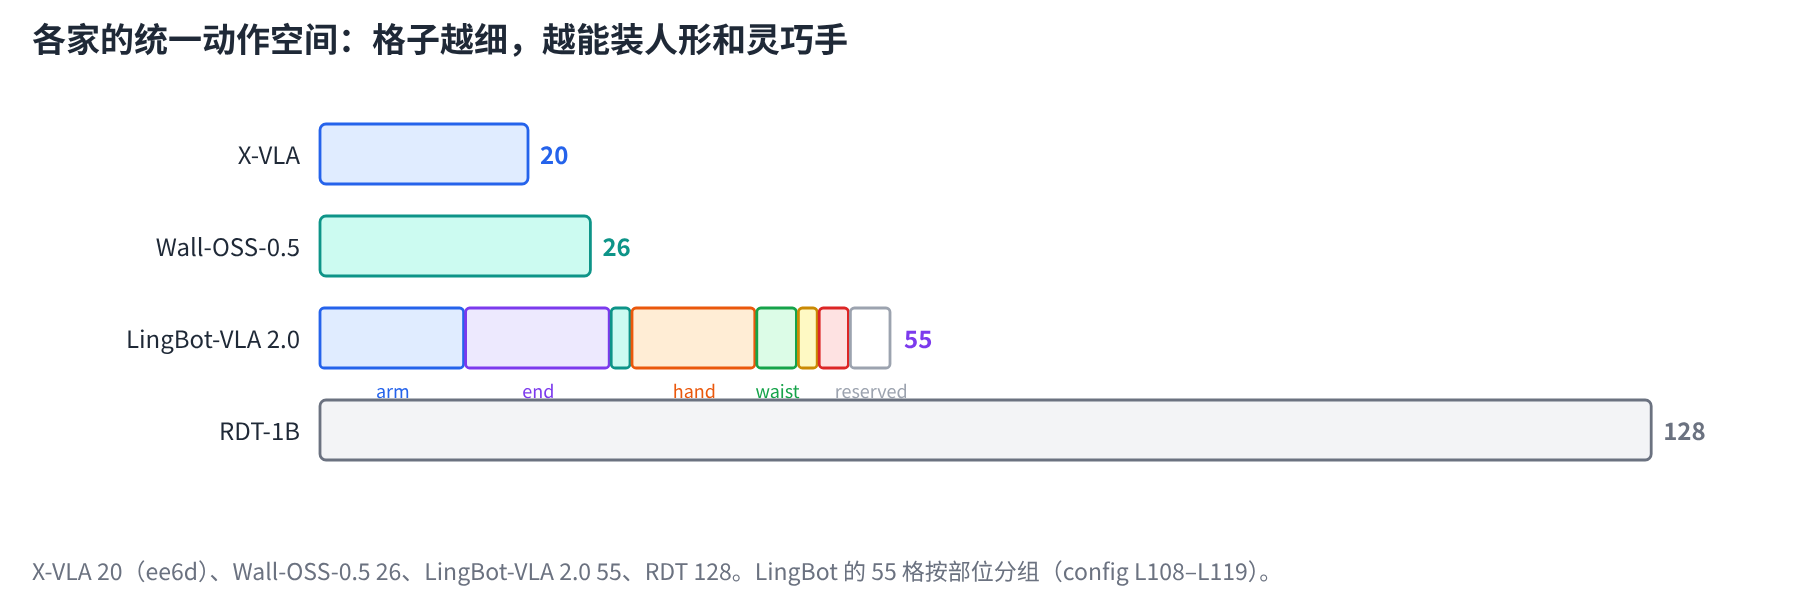 各家的统一动作空间：格子越细，越能装人形和灵巧手
X-VLA 20
Wall-OSS-0.5 26
LingBot-VLA 2.0 55
arm end hand waist reserved
RDT-1B 128
X-VLA 20（ee6d）、Wall-OSS-0.5 26、LingBot-VLA 2.0 55、RDT 128。LingBot 的 55 格按部位分组（config L108–L119）。